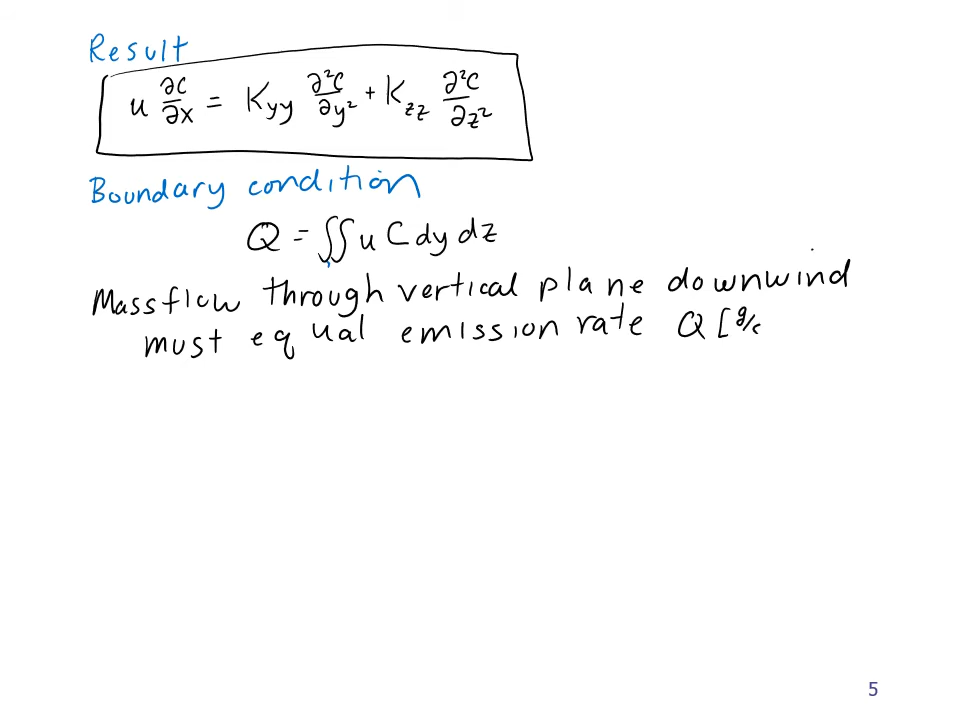 Result
u ∂C/∂x = Kyy ∂²C/∂y² + Kzz ∂²C/∂z²
Boundary condition
Q = ∬ u C dy dz
Massflow through vertical plane downwind
must equal emission rate Q [g/
5